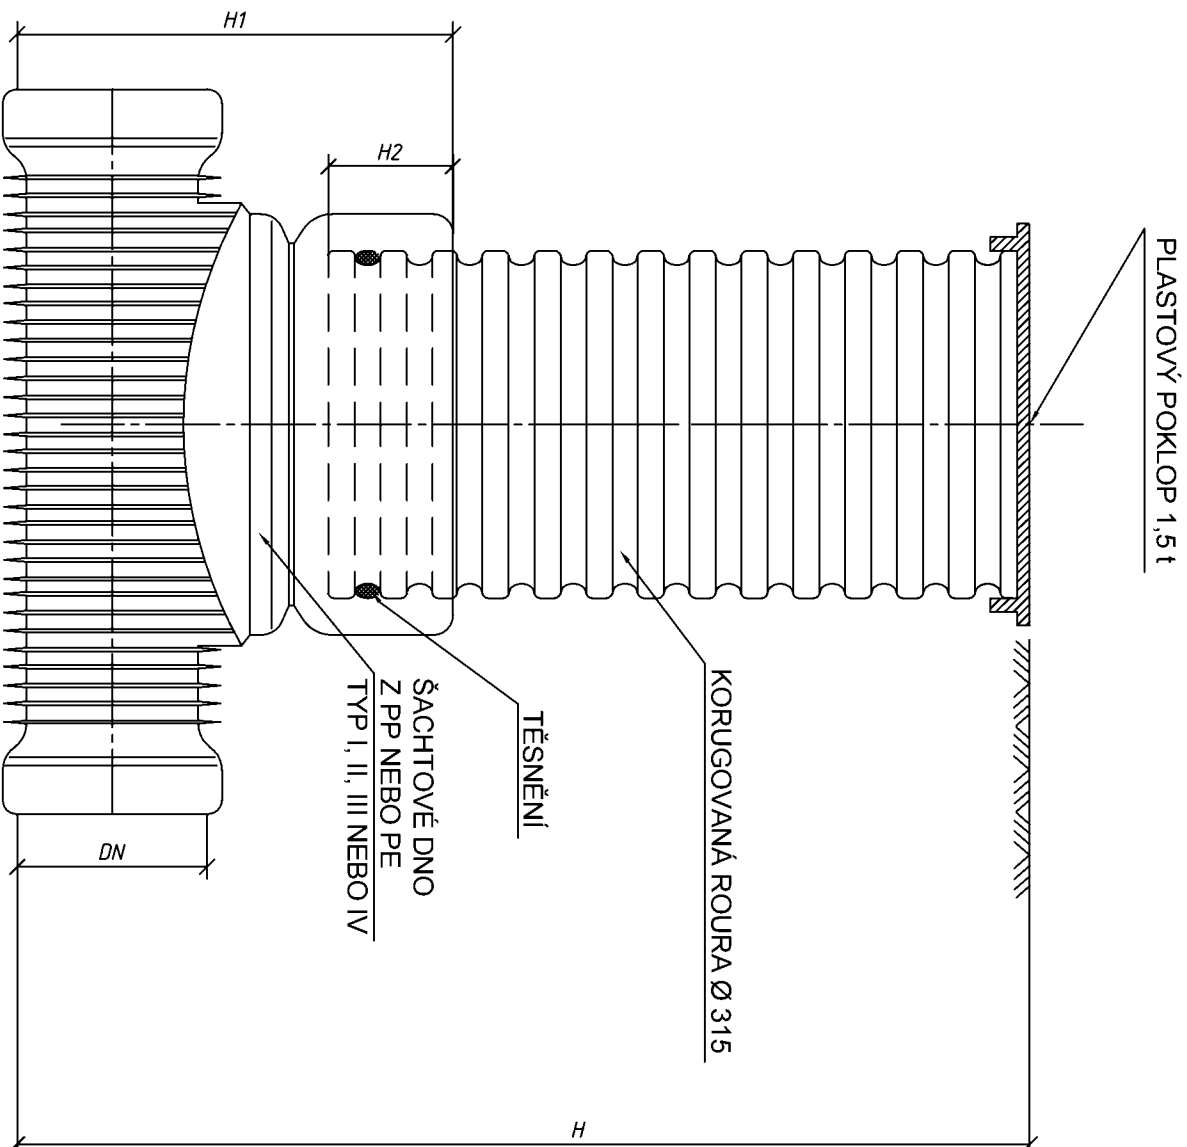 H1
H2
PLASTOVÝ POKLOP 1,5 t
KORUGOVANÁ ROURA Ø 315
TĚSNĚNÍ
ŠACHTOVÉ DNO
Z PP NEBO PE
TYP I, II, III NEBO IV
DN
H